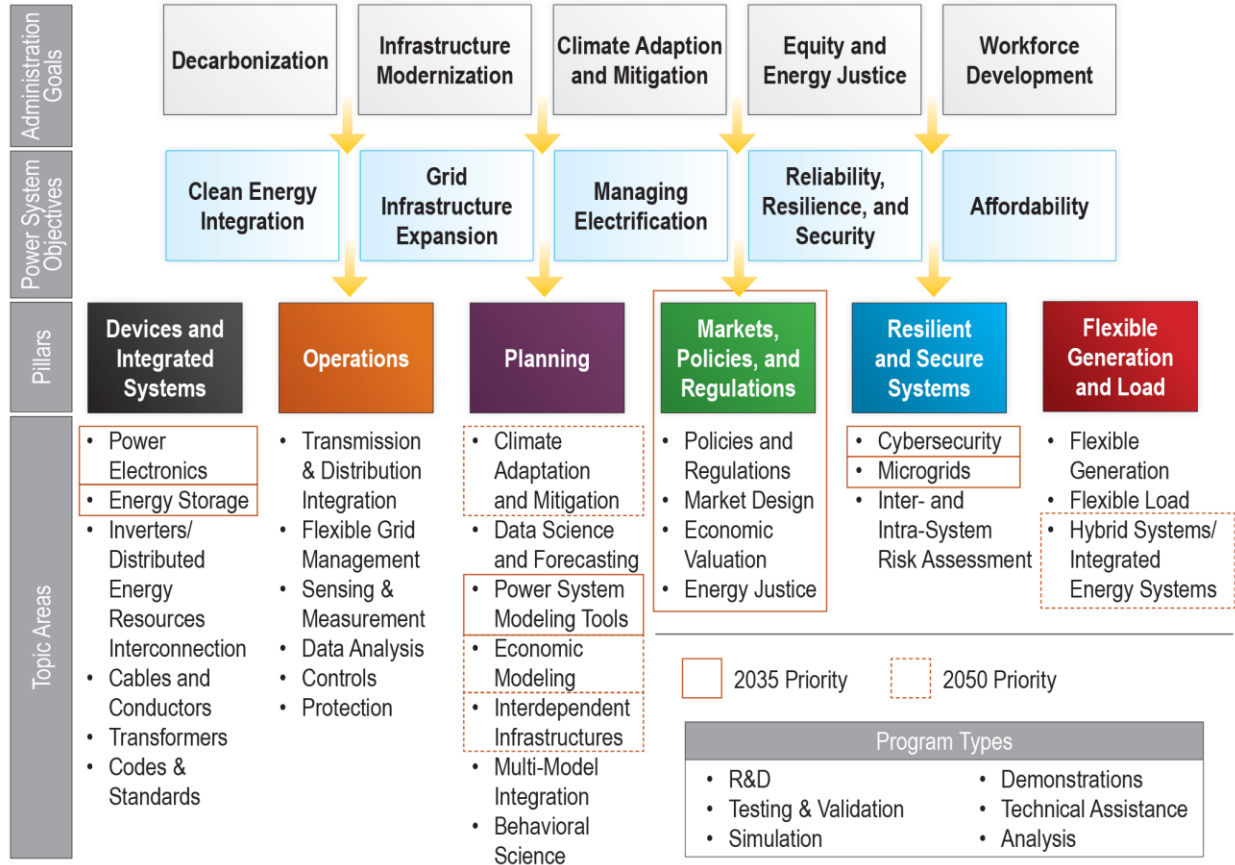 Administration
Goals
Decarbonization
Infrastructure
Modernization
Climate Adaption
and Mitigation
Equity and
Energy Justice
Workforce
Development
Power System
Objectives
Clean Energy
Integration
Grid
Infrastructure
Expansion
Managing
Electrification
Reliability,
Resilience, and
Security
Affordability
Pillars
Devices and
Integrated
Systems
Operations
Planning
Markets,
Policies, and
Regulations
Resilient
and Secure
Systems
Flexible
Generation
and Load
Topic Areas
• Power
Electronics
• Energy Storage
• Inverters/
Distributed
Energy
Resources
Interconnection
• Cables and
Conductors
• Transformers
• Codes &
Standards
• Transmission
& Distribution
Integration
• Flexible Grid
Management
• Sensing &
Measurement
• Data Analysis
• Controls
• Protection
• Climate
Adaptation
and Mitigation
• Data Science
and Forecasting
• Power System
Modeling Tools
• Economic
Modeling
• Interdependent
Infrastructures
• Multi-Model
Integration
• Behavioral
Science
• Policies and
Regulations
• Market Design
• Economic
Valuation
• Energy Justice
• Cybersecurity
• Microgrids
• Inter- and
Intra-System
Risk Assessment
• Flexible
Generation
• Flexible Load
• Hybrid Systems/
Integrated
Energy Systems
2035 Priority
2050 Priority
Program Types
• R&D
• Testing & Validation
• Simulation
• Demonstrations
• Technical Assistance
• Analysis